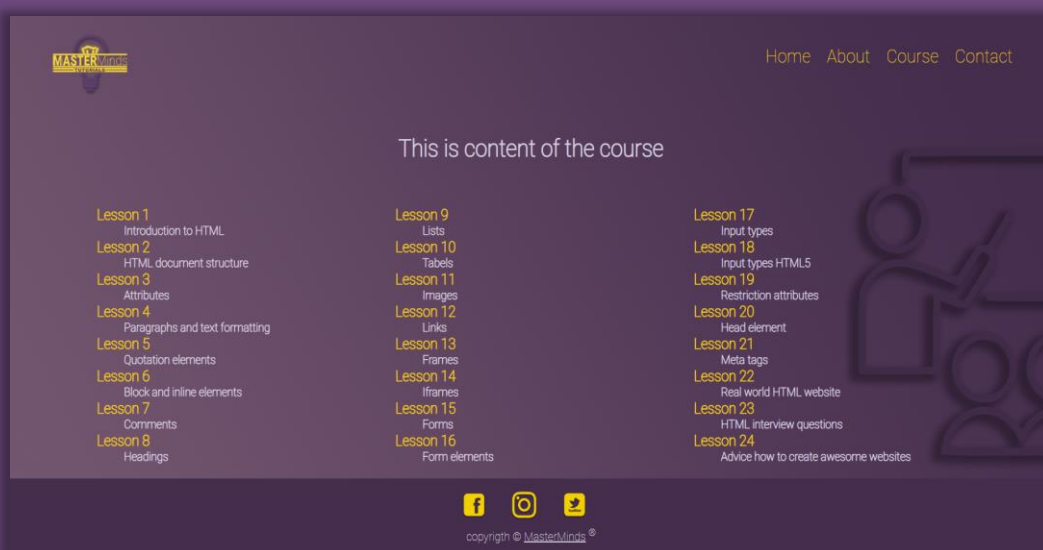 MASTERMinds
TUTORIALS
Home About Course Contact
This is content of the course
Lesson 1
Introduction to HTML
Lesson 2
HTML document structure
Lesson 3
Attributes
Lesson 4
Paragraphs and text formatting
Lesson 5
Quotation elements
Lesson 6
Block and inline elements
Lesson 7
Comments
Lesson 8
Headings
Lesson 9
Lists
Lesson 10
Tabels
Lesson 11
Images
Lesson 12
Links
Lesson 13
Frames
Lesson 14
Iframes
Lesson 15
Forms
Lesson 16
Form elements
Lesson 17
Input types
Lesson 18
Input types HTML5
Lesson 19
Restriction attributes
Lesson 20
Head element
Lesson 21
Meta tags
Lesson 22
Real world HTML website
Lesson 23
HTML interview questions
Lesson 24
Advice how to create awesome websites
copyrigth © MasterMinds ®